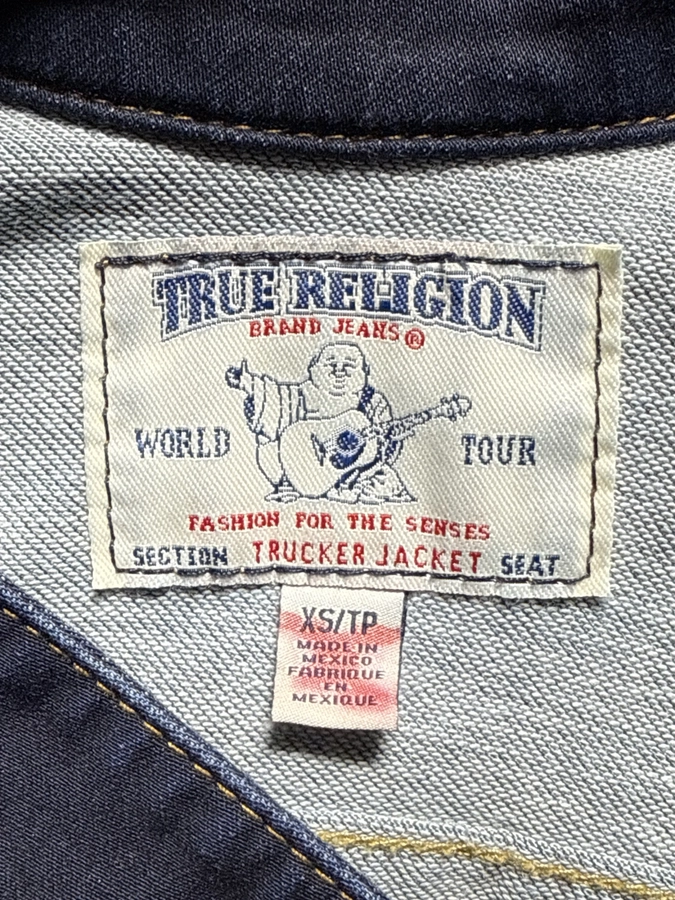 TRUE RELIGION
BRAND JEANS®
WORLD TOUR
FASHION FOR THE SENSES
SECTION TRUCKER JACKET SEAT
XS/TP
MADE IN
MEXICO
FABRIQUE
EN
MEXIQUE